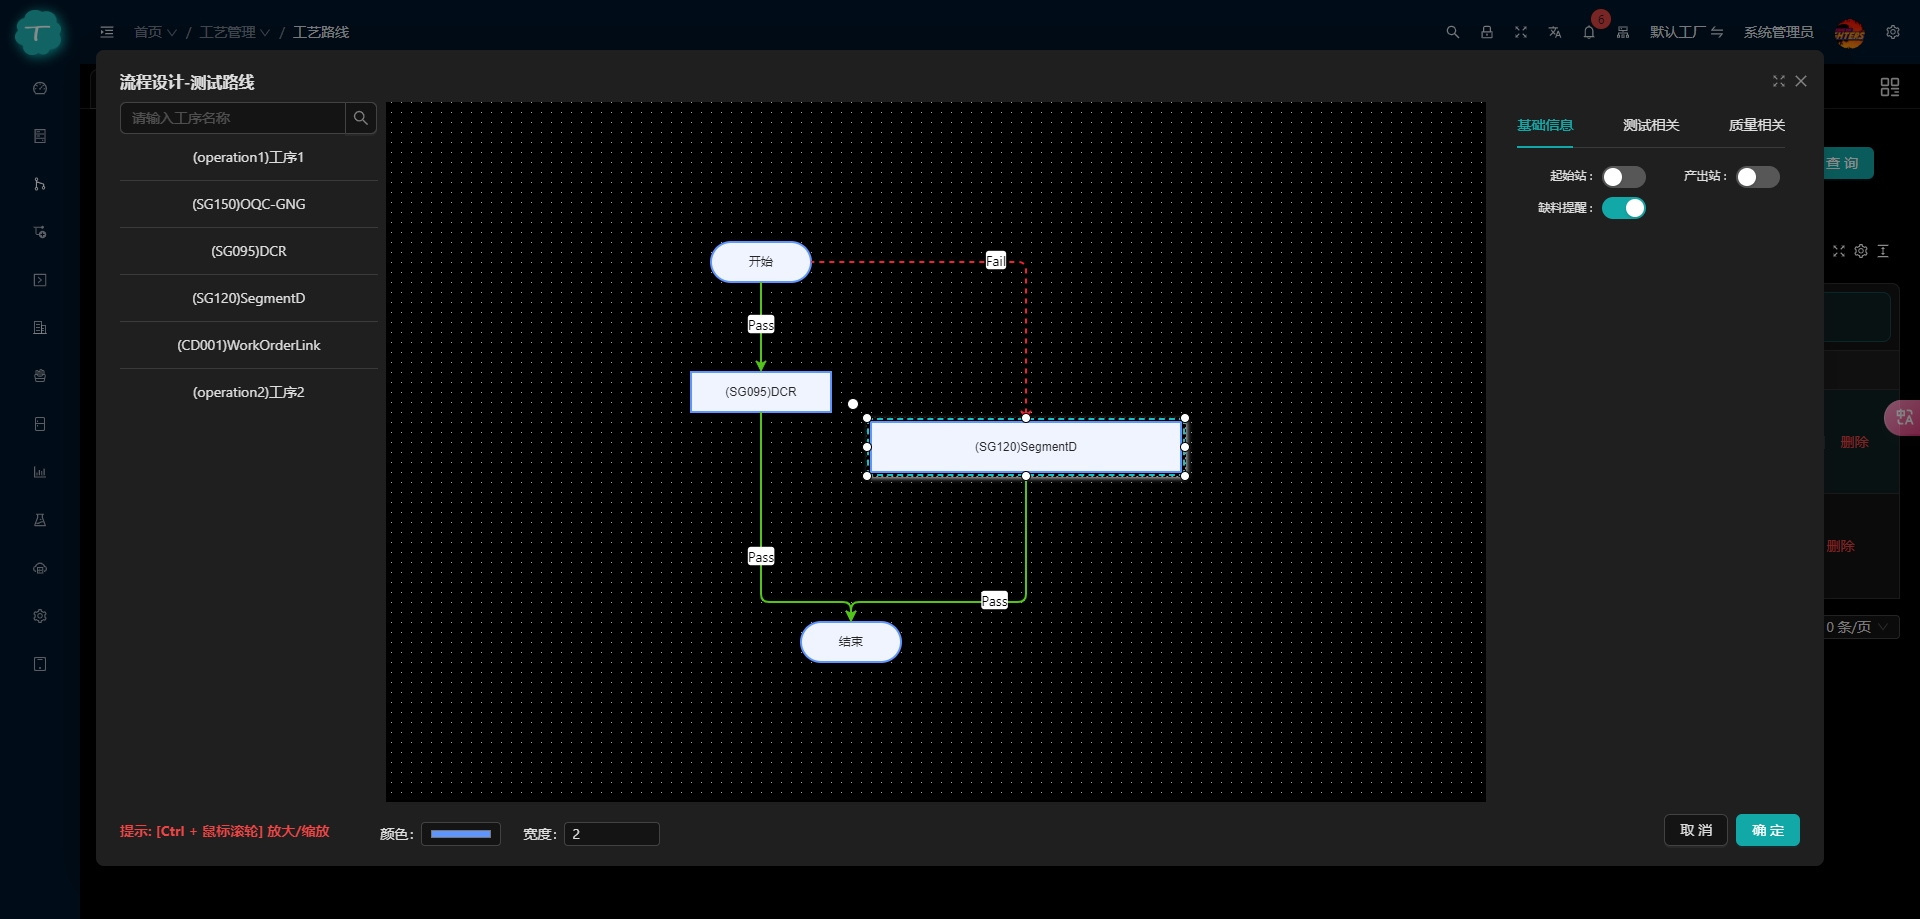 T
首页 / 工艺管理 / 工艺路线
6
默认工厂
系统管理员
流程设计-测试路线
请输入工序名称
(operation1)工序1
(SG150)OQC-GNG
(SG095)DCR
(SG120)SegmentD
(CD001)WorkOrderLink
(operation2)工序2
开始
Fail
Pass
(SG095)DCR
(SG120)SegmentD
Pass
Pass
结束
基础信息 测试相关 质量相关
起始站: 产出站:
缺料提醒:
查 询
删除
删除
0 条/页
提示: [Ctrl + 鼠标滚轮] 放大/缩放
颜色: 宽度: 2
取 消 确 定